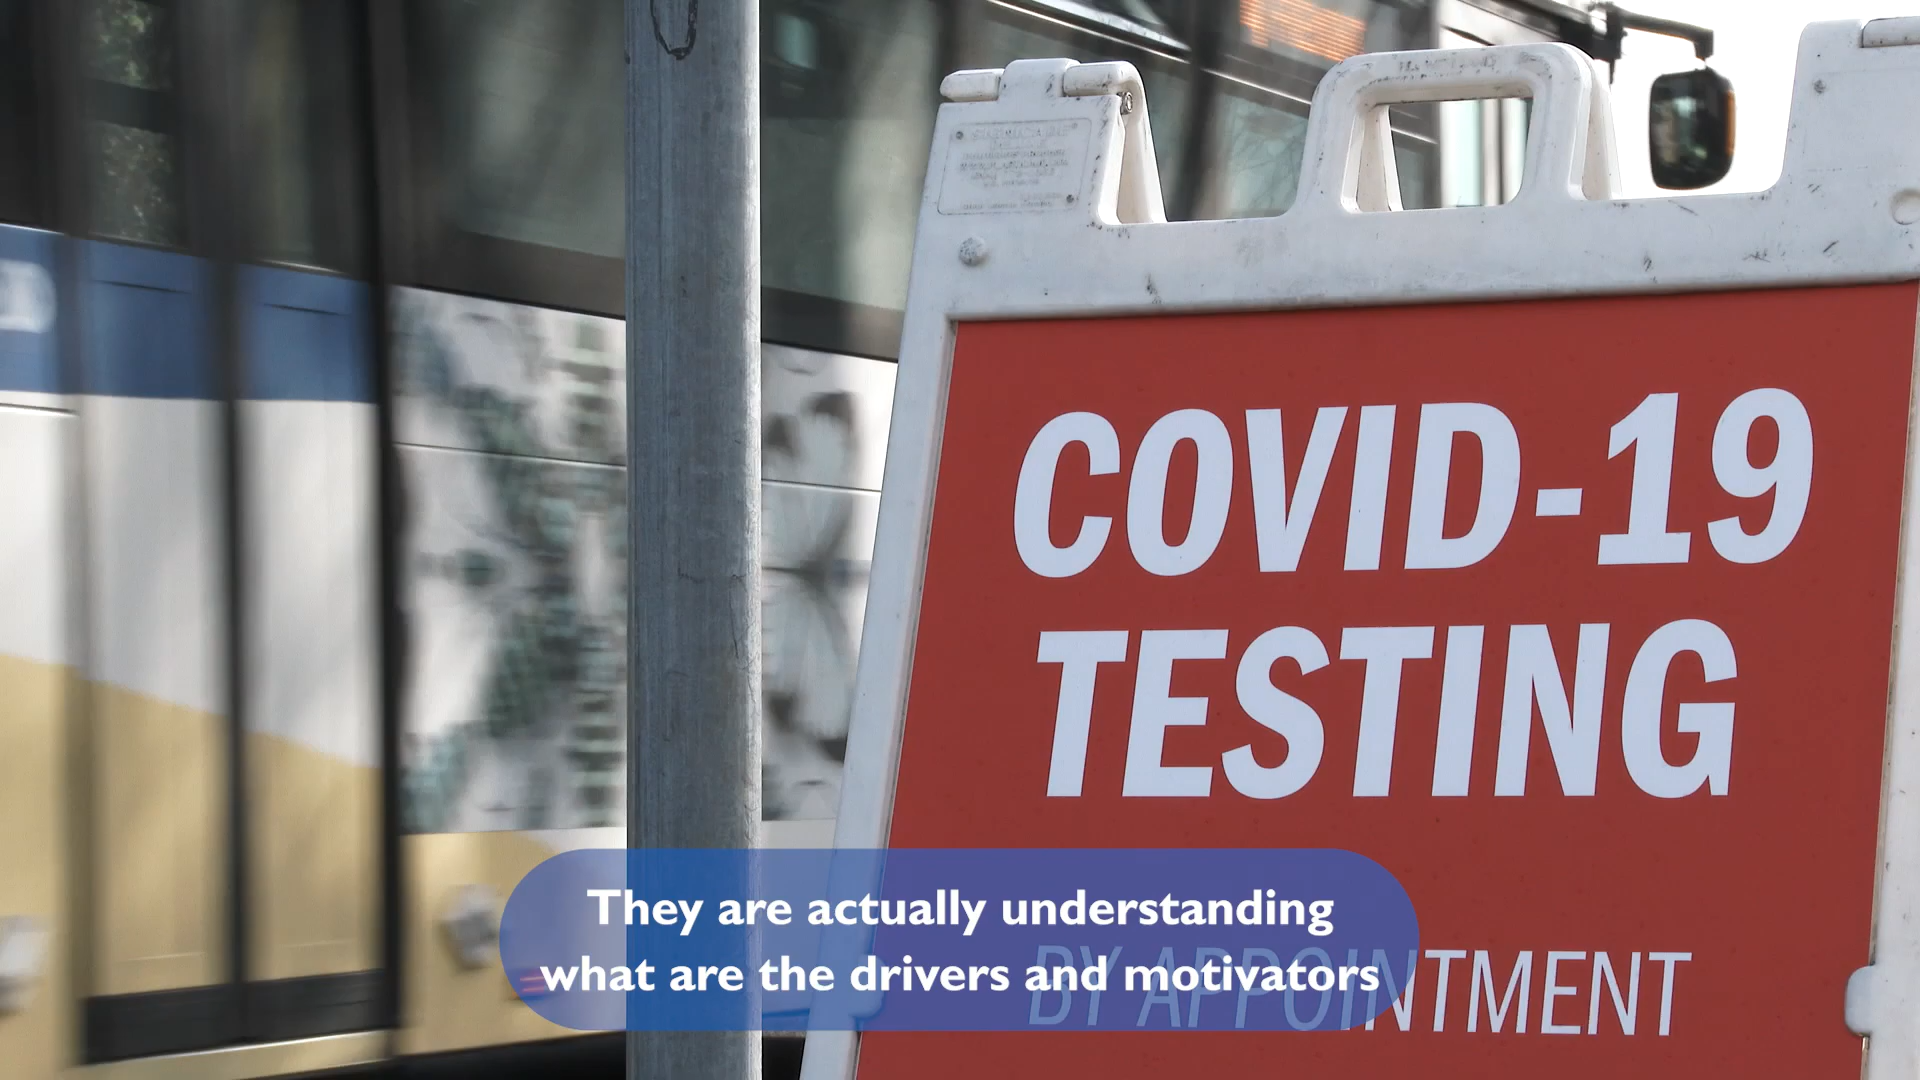 COVID-19
TESTING
BY APPOINTMENT
They are actually understanding
what are the drivers and motivators